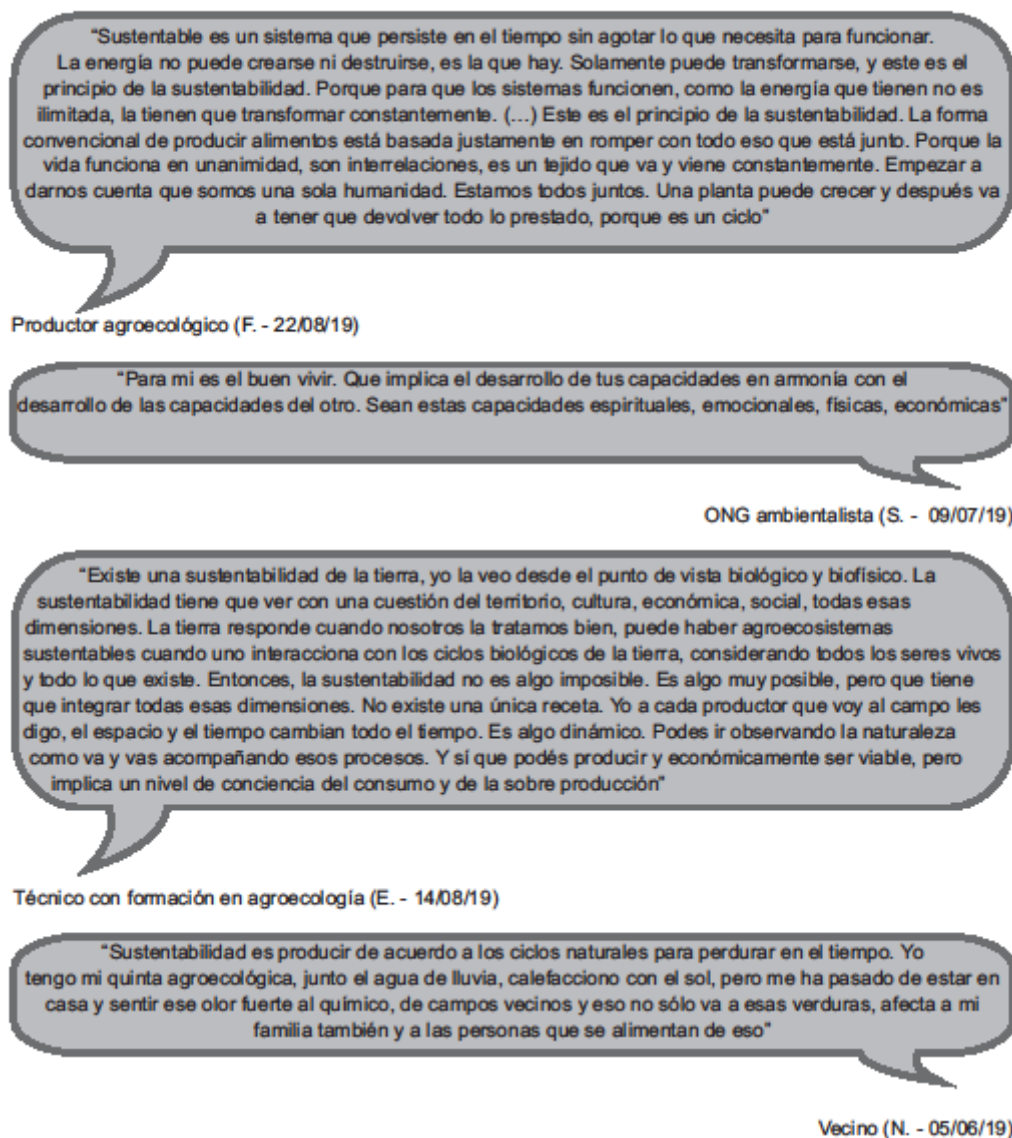 “Sustentable es un sistema que persiste en el tiempo sin agotar lo que necesita para funcionar.
La energía no puede crearse ni destruirse, es la que hay. Solamente puede transformarse, y este es el
principio de la sustentabilidad. Porque para que los sistemas funcionen, como la energía que tienen no es
ilimitada, la tienen que transformar constantemente. (...) Este es el principio de la sustentabilidad. La forma
convencional de producir alimentos está basada justamente en romper con todo eso que está junto. Porque la
vida funciona en unanimidad, son interrelaciones, es un tejido que va y viene constantemente. Empezar a
darnos cuenta que somos una sola humanidad. Estamos todos juntos. Una planta puede crecer y después va
a tener que devolver todo lo prestado, porque es un ciclo”
Productor agroecológico (F. - 22/08/19)
“Para mi es el buen vivir. Que implica el desarrollo de tus capacidades en armonía con el
desarrollo de las capacidades del otro. Sean estas capacidades espirituales, emocionales, físicas, económicas”
ONG ambientalista (S. - 09/07/19)
“Existe una sustentabilidad de la tierra, yo la veo desde el punto de vista biológico y biofísico. La
sustentabilidad tiene que ver con una cuestión del territorio, cultura, económica, social, todas esas
dimensiones. La tierra responde cuando nosotros la tratamos bien, puede haber agroecosistemas
sustentables cuando uno interacciona con los ciclos biológicos de la tierra, considerando todos los seres vivos
y todo lo que existe. Entonces, la sustentabilidad no es algo imposible. Es algo muy posible, pero que tiene
que integrar todas esas dimensiones. No existe una única receta. Yo a cada productor que voy al campo les
digo, el espacio y el tiempo cambian todo el tiempo. Es algo dinámico. Podes ir observando la naturaleza
como va y vas acompañando esos procesos. Y sí que podés producir y económicamente ser viable, pero
implica un nivel de conciencia del consumo y de la sobre producción”
Técnico con formación en agroecología (E. - 14/08/19)
“Sustentabilidad es producir de acuerdo a los ciclos naturales para perdurar en el tiempo. Yo
tengo mi quinta agroecológica, junto el agua de lluvia, calefacciono con el sol, pero me ha pasado de estar en
casa y sentir ese olor fuerte al químico, de campos vecinos y eso no sólo va a esas verduras, afecta a mi
familia también y a las personas que se alimentan de eso”
Vecino (N. - 05/06/19)